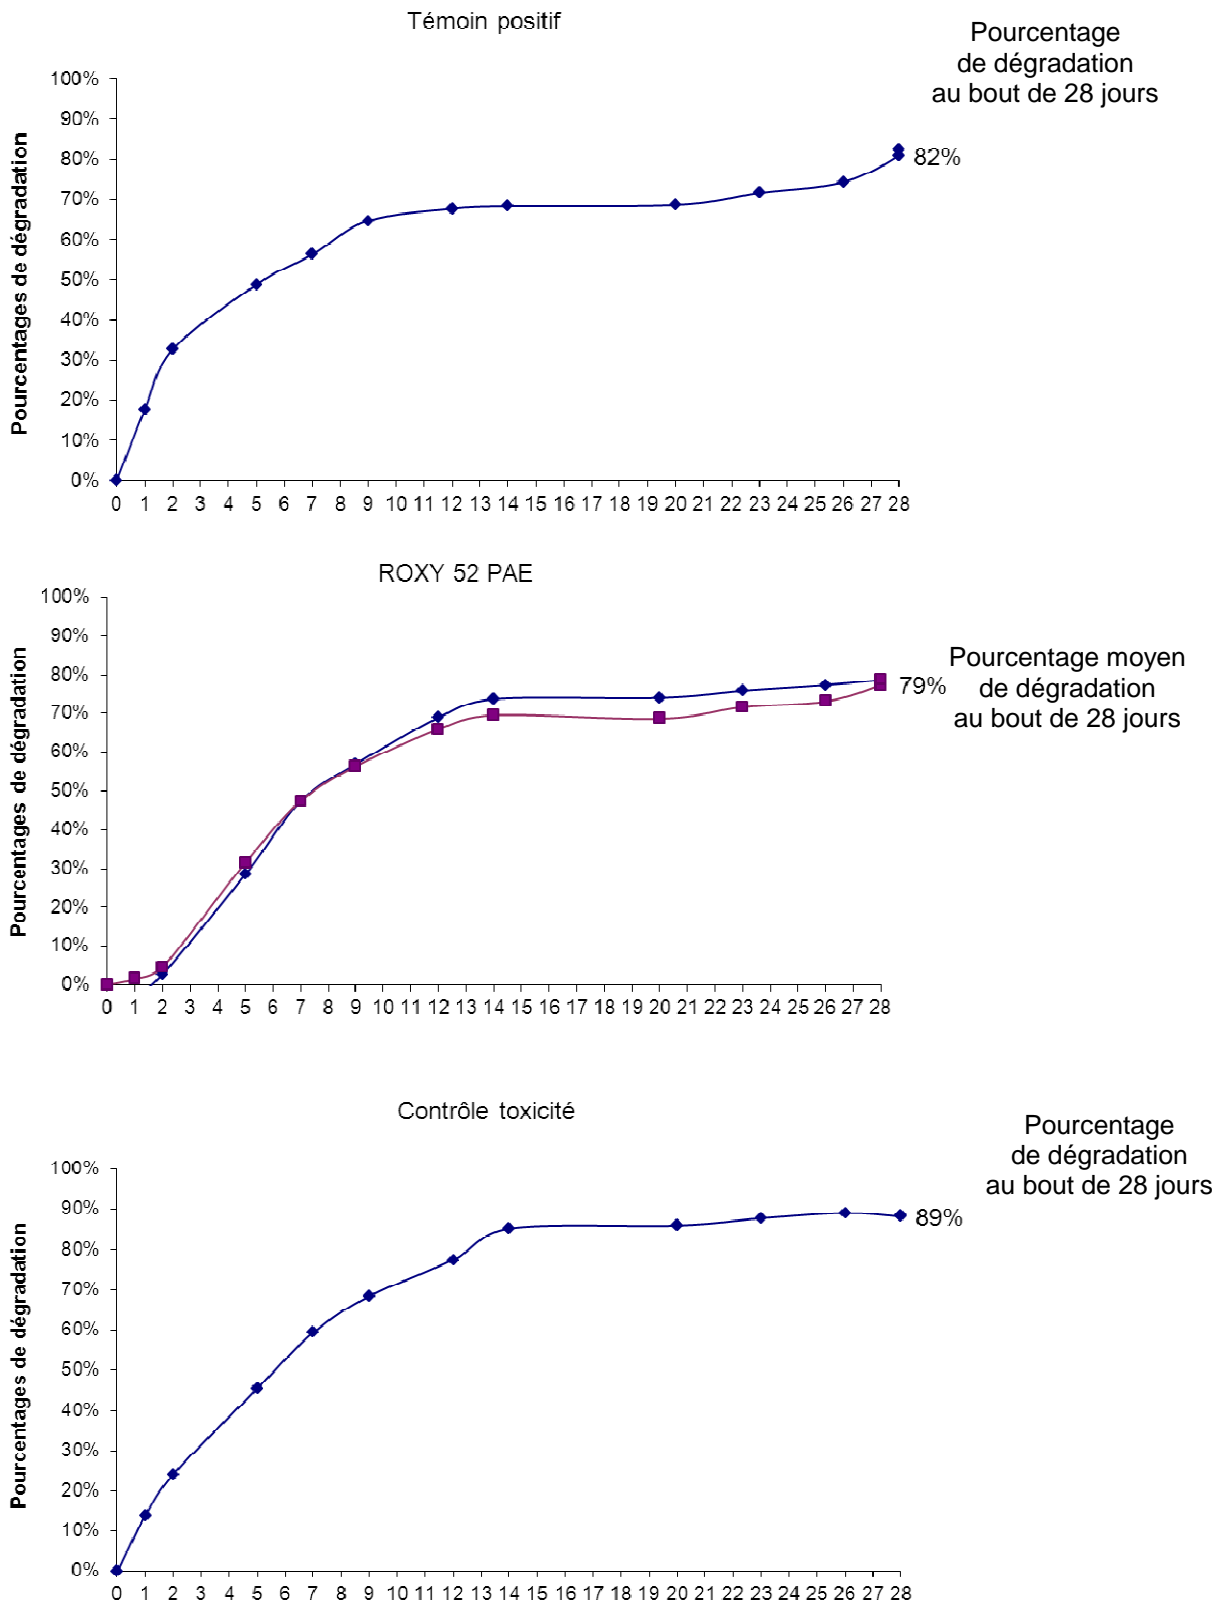 Témoin positif
Pourcentage
de dégradation
au bout de 28 jours
Pourcentages de dégradation
100%
90%
80%
70%
60%
50%
40%
30%
20%
10%
0%
82%
0 1 2 3 4 5 6 7 8 9 10 11 12 13 14 15 16 17 18 19 20 21 22 23 24 25 26 27 28
ROXY 52 PAE
Pourcentage moyen
de dégradation
au bout de 28 jours
Pourcentages de dégradation
100%
90%
80%
70%
60%
50%
40%
30%
20%
10%
0%
79%
0 1 2 3 4 5 6 7 8 9 10 11 12 13 14 15 16 17 18 19 20 21 22 23 24 25 26 27 28
Contrôle toxicité
Pourcentage
de dégradation
au bout de 28 jours
Pourcentages de dégradation
100%
90%
80%
70%
60%
50%
40%
30%
20%
10%
0%
89%
0 1 2 3 4 5 6 7 8 9 10 11 12 13 14 15 16 17 18 19 20 21 22 23 24 25 26 27 28